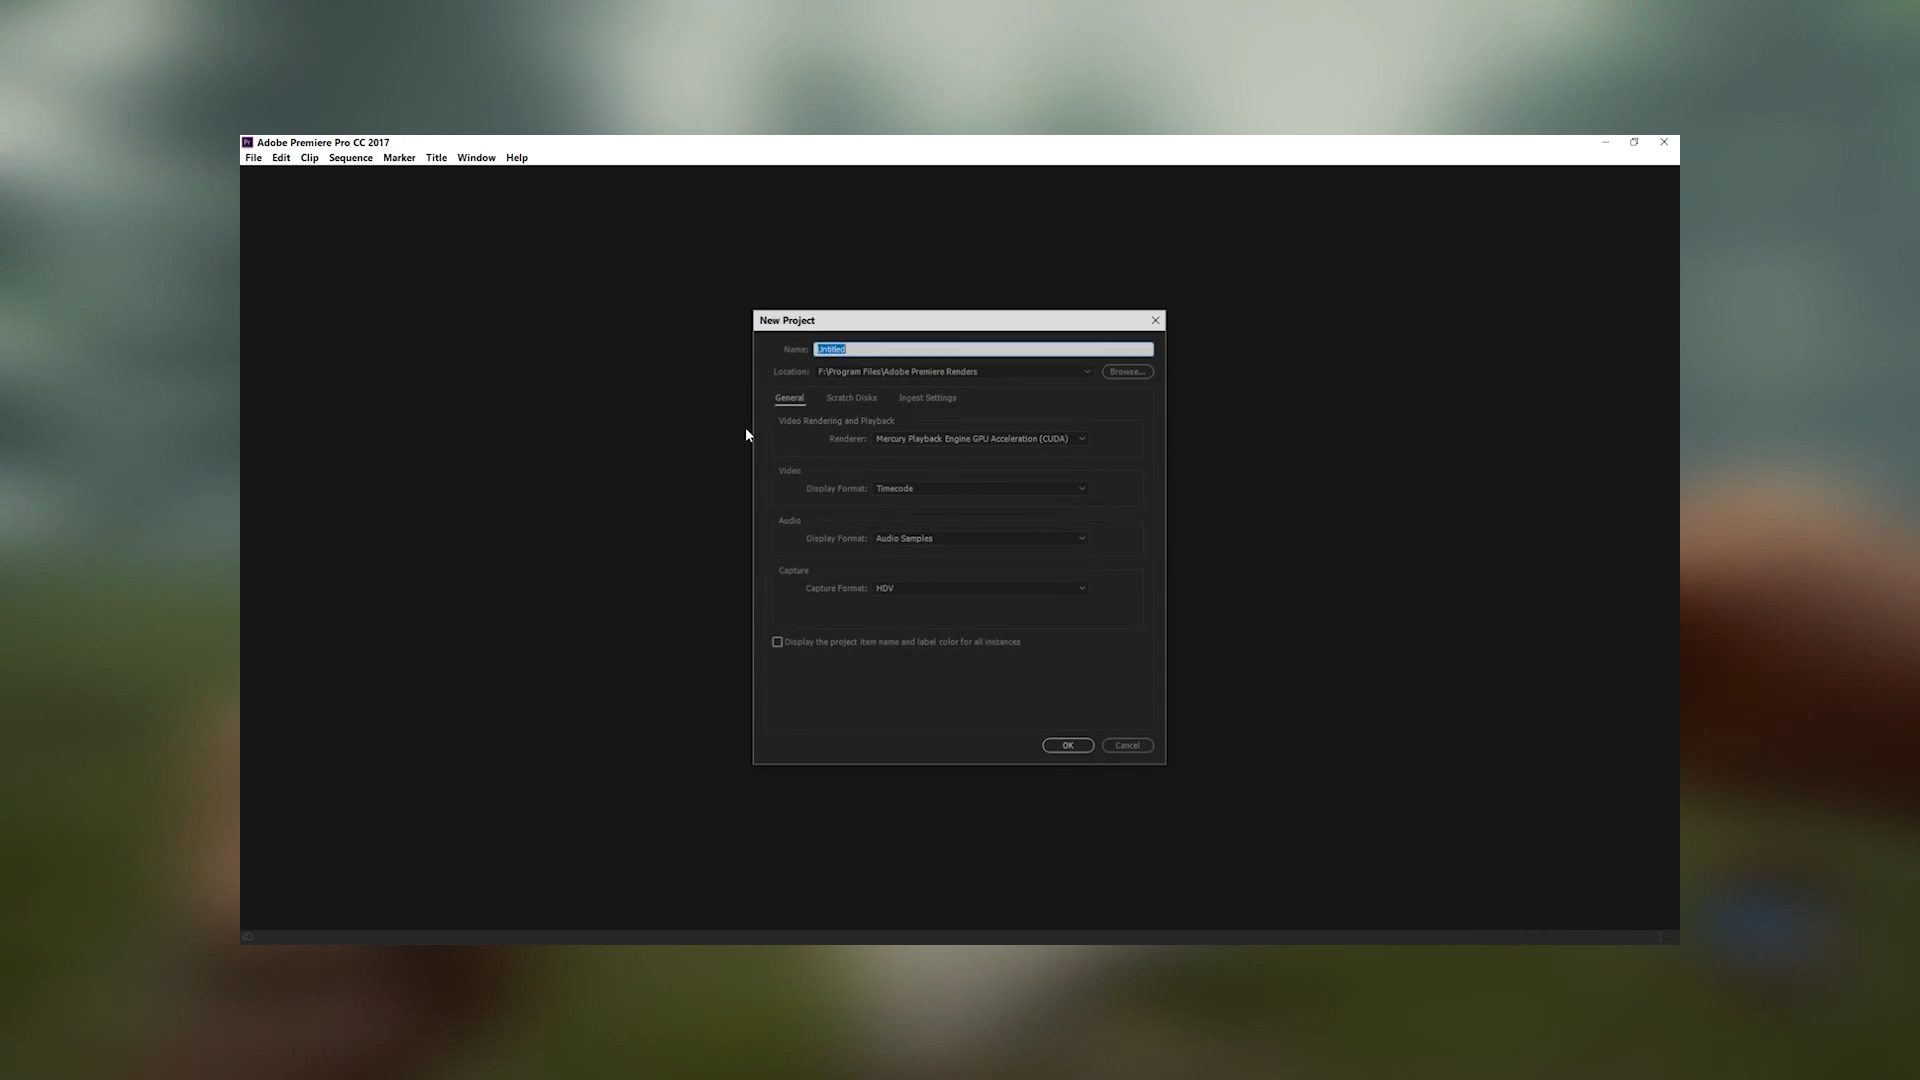 Pr Adobe Premiere Pro CC 2017
File Edit Clip Sequence Marker Title Window Help
New Project
Name: Untitled
Location: F:\Program Files\Adobe Premiere Renders Browse...
General Scratch Disks Ingest Settings
Video Rendering and Playback
Renderer: Mercury Playback Engine GPU Acceleration (CUDA)
Video
Display Format: Timecode
Audio
Display Format: Audio Samples
Capture
Capture Format: HDV
Display the project item name and label color for all instances
OK Cancel